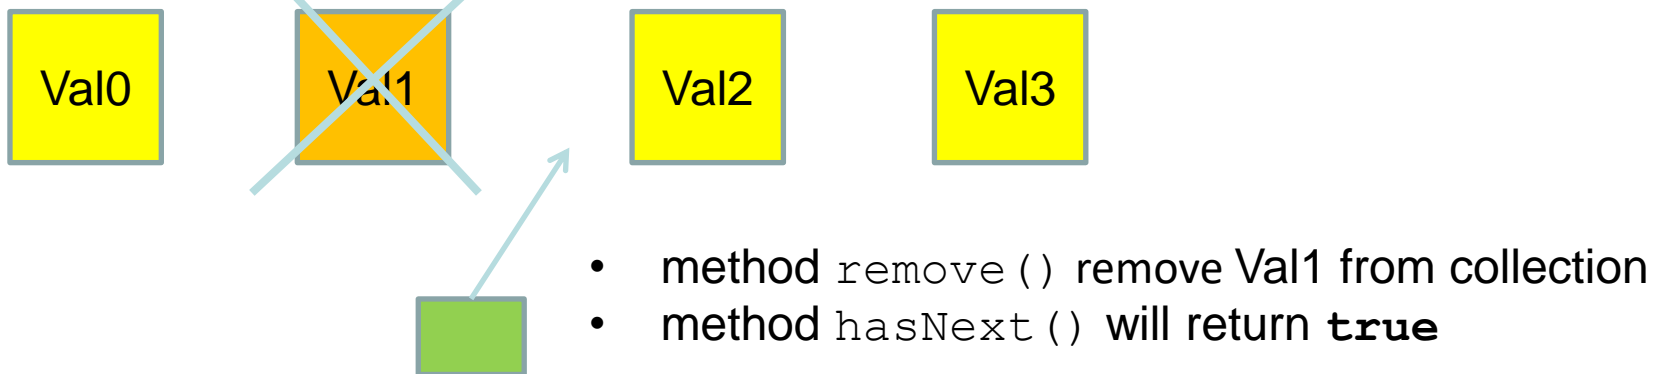 Val0 Val1 Val2 Val3
• method remove() remove Val1 from collection
• method hasNext() will return true